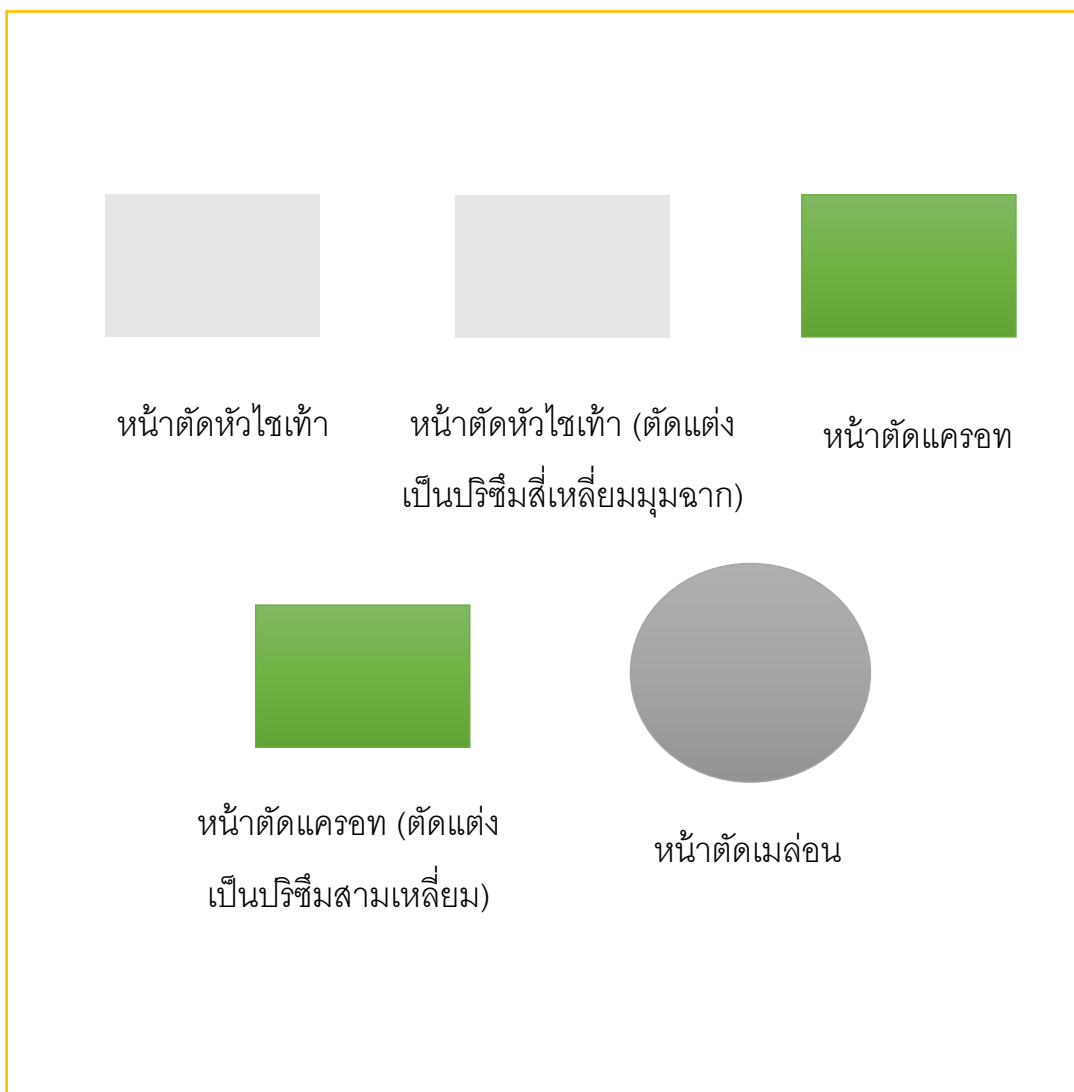 หน้าตัดหัวไชเท้า
หน้าตัดหัวไชเท้า (ตัดแต่ง
เป็นปริซึมสี่เหลี่ยมมุมฉาก)
หน้าตัดแครอท
หน้าตัดแครอท (ตัดแต่ง
เป็นปริซึมสามเหลี่ยม)
หน้าตัดเมล่อน